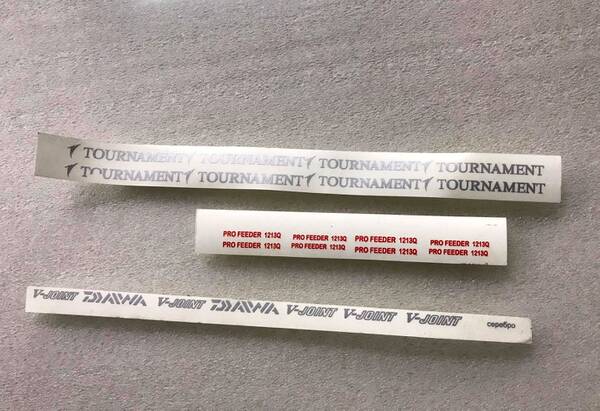 TOURNAMENT TOURNAMENT TOURNAMENT TOURNAMENT
TOURNAMENT TOURNAMENT TOURNAMENT TOURNAMENT
PRO FEEDER 1213Q PRO FEEDER 1213Q PRO FEEDER 1213Q PRO FEEDER 1213Q
PRO FEEDER 1213Q PRO FEEDER 1213Q PRO FEEDER 1213Q PRO FEEDER 1213Q
V-JOINT DAIWA V-JOINT DAIWA V-JOINT V-JOINT V-JOINT серебро